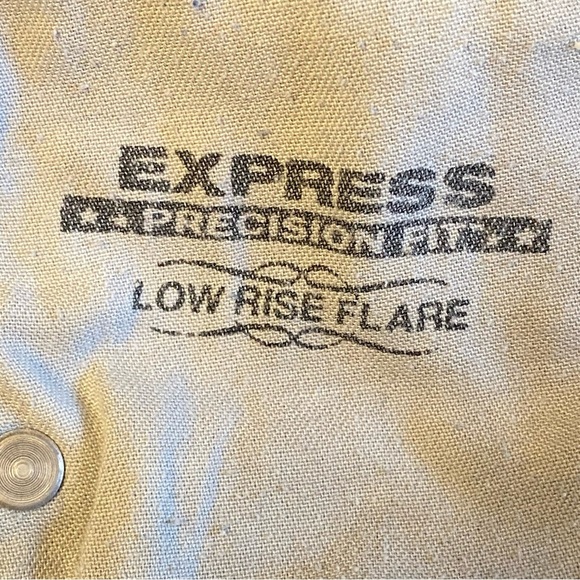 EXPRESS
PRECISION FIT
LOW RISE FLARE